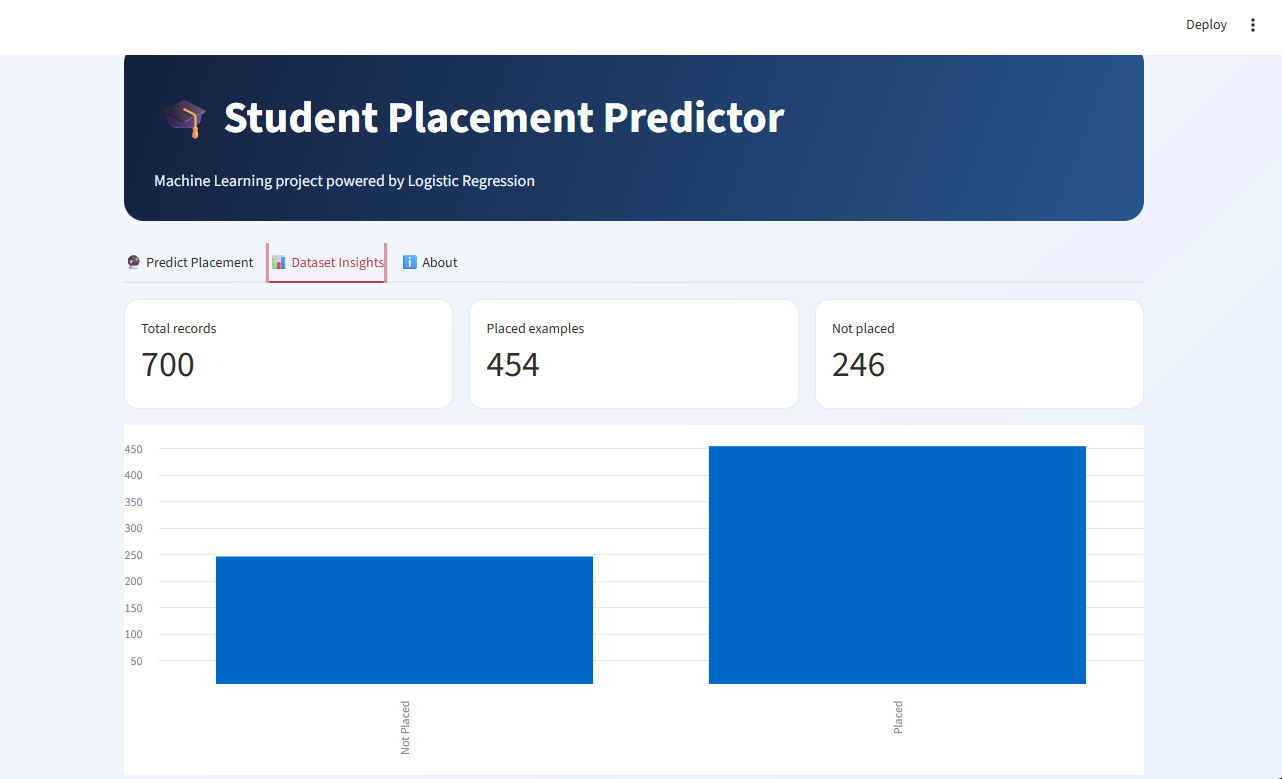 Deploy
Student Placement Predictor
Machine Learning project powered by Logistic Regression
Predict Placement
Dataset Insights
About
Total records
700
Placed examples
454
Not placed
246
450
400
350
300
250
200
150
100
50
Not Placed
Placed